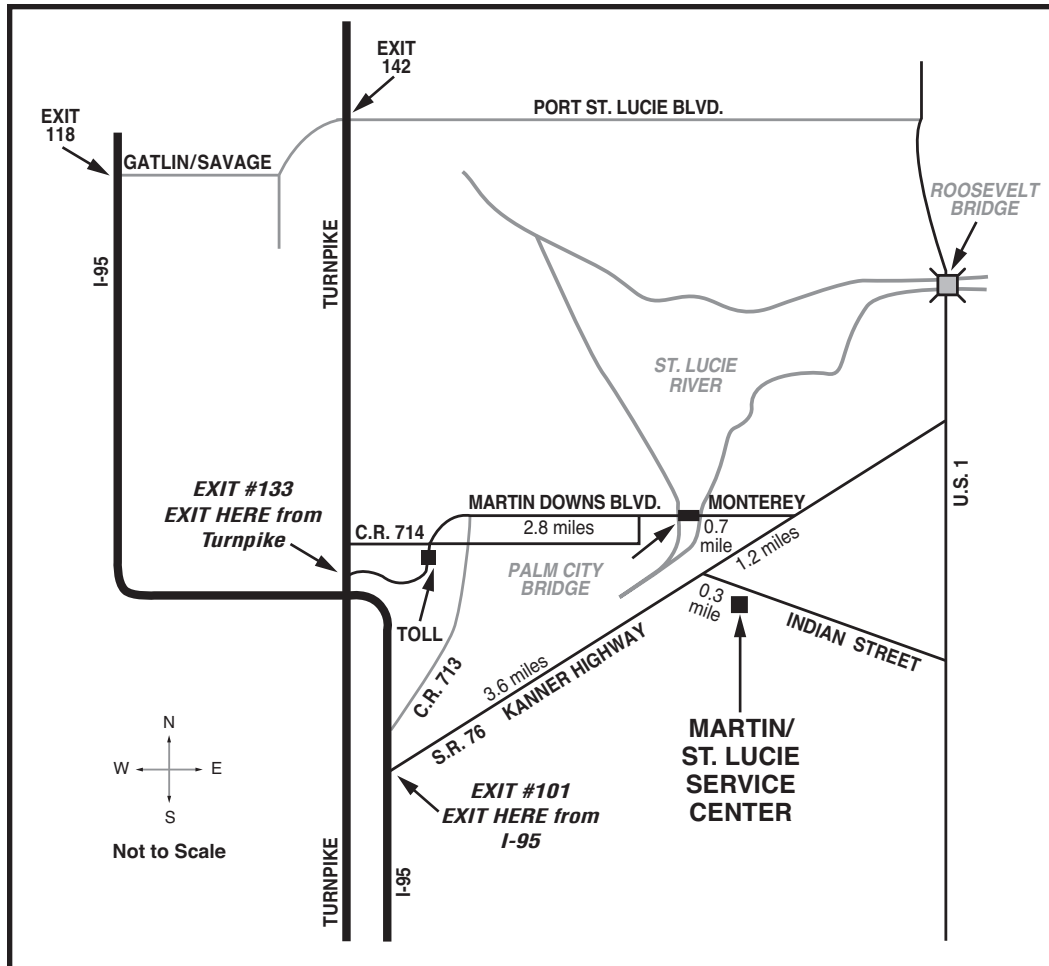 EXIT
142
EXIT
118
PORT ST. LUCIE BLVD.
GATLIN/SAVAGE
ROOSEVELT
BRIDGE
I-95
TURNPIKE
ST. LUCIE
RIVER
EXIT #133
EXIT HERE from
Turnpike
MARTIN DOWNS BLVD.
MONTEREY
U.S. 1
C.R. 714
2.8 miles
0.7
mile
1.2 miles
PALM CITY
BRIDGE
0.3
mile
TOLL
INDIAN STREET
C.R. 713
3.6 miles
KANNER HIGHWAY
S.R. 76
MARTIN/
ST. LUCIE
SERVICE
CENTER
N
W
E
S
Not to Scale
EXIT #101
EXIT HERE from
I-95
TURNPIKE
I-95